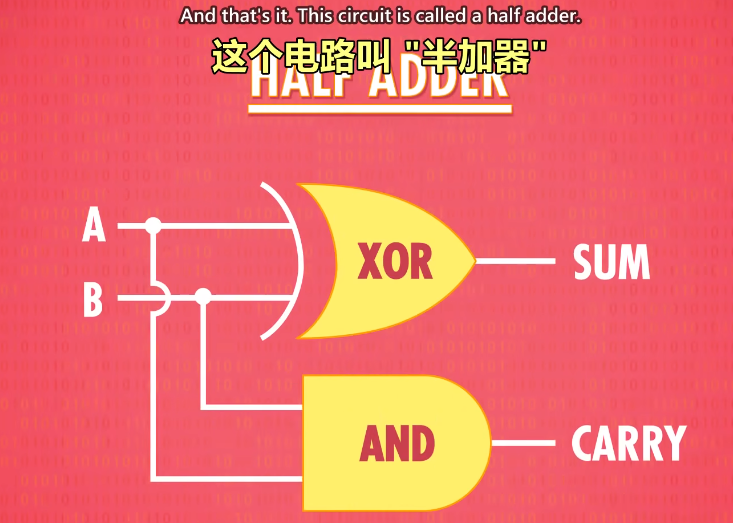 And that's it. This circuit is called a half adder.
这个电路叫 "半加器"
HALF ADDER
A
XOR
SUM
B
AND
CARRY